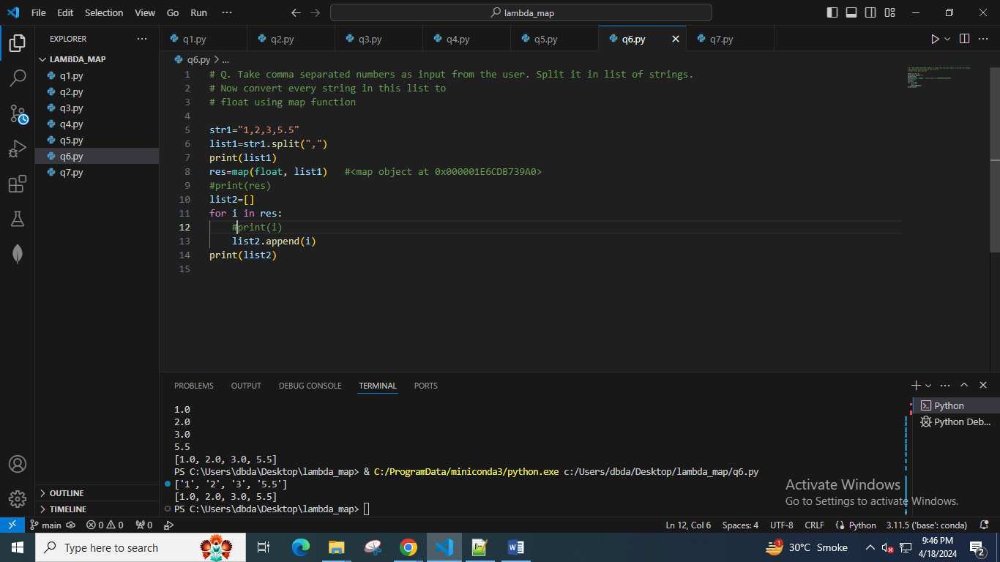 File Edit Selection View Go Run ··· lambda_map
EXPLORER ···
LAMBDA_MAP
q1.py
q2.py
q3.py
q4.py
q5.py
q6.py
q7.py
OUTLINE
TIMELINE
q1.py q2.py q3.py q4.py q5.py q6.py q7.py
q6.py > ...
1 # Q. Take comma separated numbers as input from the user. Split it in list of strings.
2 # Now convert every string in this list to
3 # float using map function
4
5 str1="1,2,3,5.5"
6 list1=str1.split(",")
7 print(list1)
8 res=map(float, list1)   #<map object at 0x000001E6CDB739A0>
9 #print(res)
10 list2=[]
11 for i in res:
12     #print(i)
13     list2.append(i)
14 print(list2)
15
PROBLEMS OUTPUT DEBUG CONSOLE TERMINAL PORTS
1.0
2.0
3.0
5.5
[1.0, 2.0, 3.0, 5.5]
PS C:\Users\dbda\Desktop\lambda_map> & C:/ProgramData/miniconda3/python.exe c:/Users/dbda/Desktop/lambda_map/q6.py
['1', '2', '3', '5.5']
[1.0, 2.0, 3.0, 5.5]
PS C:\Users\dbda\Desktop\lambda_map>
Python
Python Deb...
Activate Windows
Go to Settings to activate Windows.
main 0 0 0 Ln 12, Col 6 Spaces: 4 UTF-8 CRLF Python 3.11.5 ('base': conda)
Type here to search 1 30°C Smoke 9:46 PM
4/18/2024 2